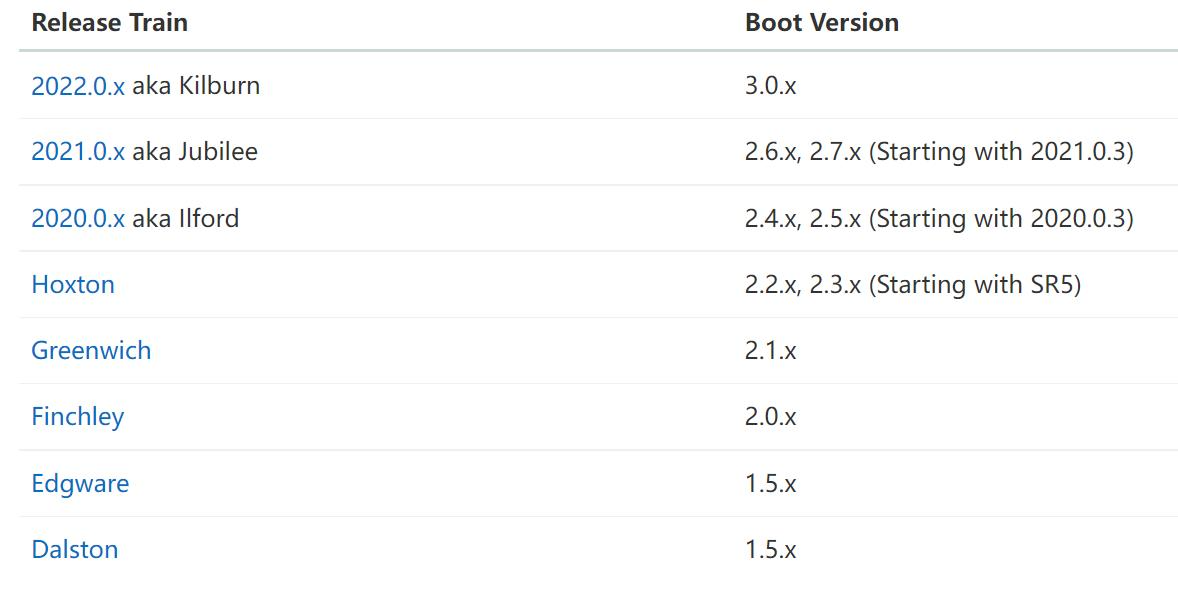 Release Train Boot Version
2022.0.x aka Kilburn 3.0.x
2021.0.x aka Jubilee 2.6.x, 2.7.x (Starting with 2021.0.3)
2020.0.x aka Ilford 2.4.x, 2.5.x (Starting with 2020.0.3)
Hoxton 2.2.x, 2.3.x (Starting with SR5)
Greenwich 2.1.x
Finchley 2.0.x
Edgware 1.5.x
Dalston 1.5.x